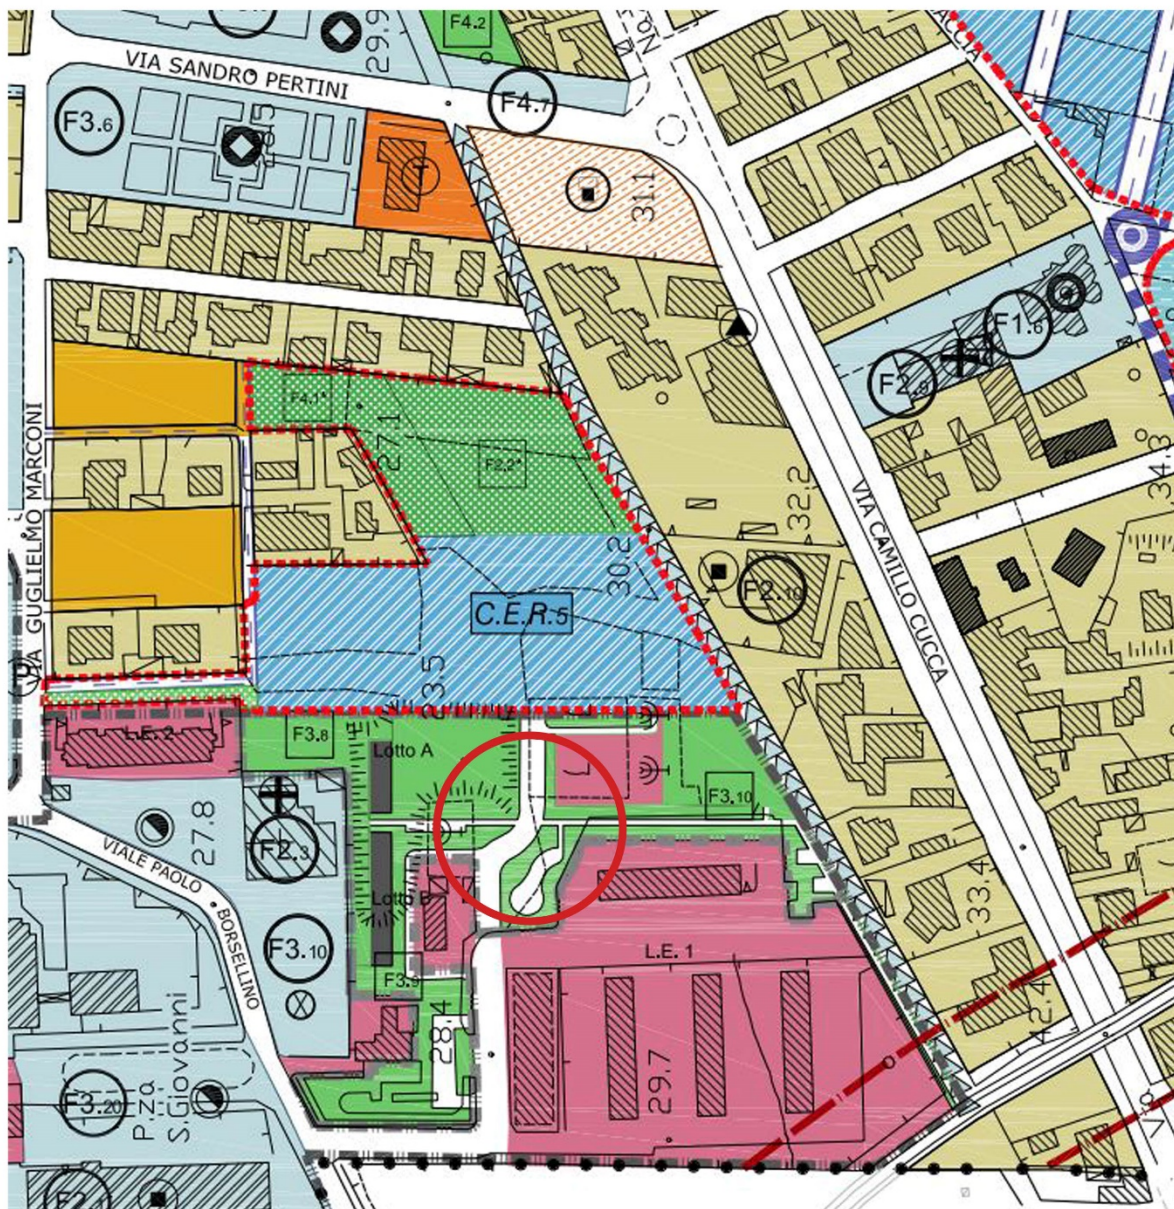 F4.2
29.9
VIA SANDRO PERTINI
F4.7
F3.6
31.1
F1.6
F2.9
F4.1*
27.1
F2.2*
VIA GUGLIELMO MARCONI
32.2
34.3
VIA CAMILLO CUCCA
30.2
C.E.R.5
F2.10
23.5
L.E. 2
F3.8
Lotto A
F3.10
27.8
F2.3
VIALE PAOLO BORSELLINO
Lotto B
33.4
F3.10
L.E. 1
F3.9
28.4
42.4
29.7
F3.20
P.zza
S.Giovanni